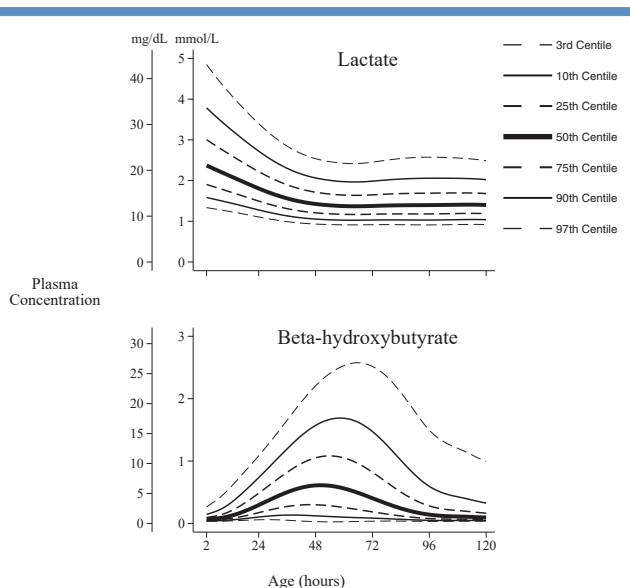 mg/dL mmol/L
Lactate
5
4
3
2
1
0
40
30
20
10
0
3rd Centile
10th Centile
25th Centile
50th Centile
75th Centile
90th Centile
97th Centile
Plasma
Concentration
Beta-hydroxybutyrate
30
25
20
15
10
5
0
3
2
1
0
2 24 48 72 96 120
Age (hours)